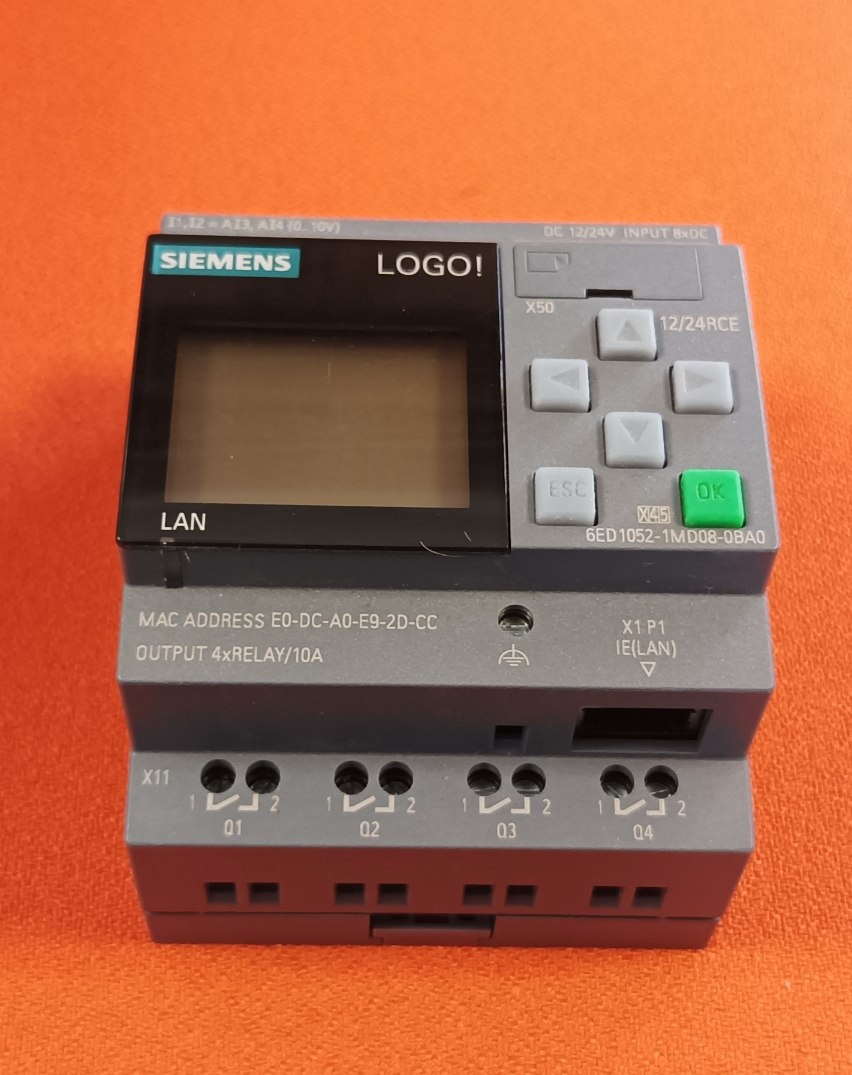 I1,I2 = AI3, AI4 (0..10V)
DC 12/24V INPUT 8xDC
SIEMENS
LOGO!
X50
12/24RCE
ESC
OK
X45
6ED1052-1MD08-0BA0
LAN
MAC ADDRESS E0-DC-A0-E9-2D-CC
OUTPUT 4xRELAY/10A
X1 P1
IE(LAN)
X11
1 2 1 2 1 2 1 2
Q1 Q2 Q3 Q4